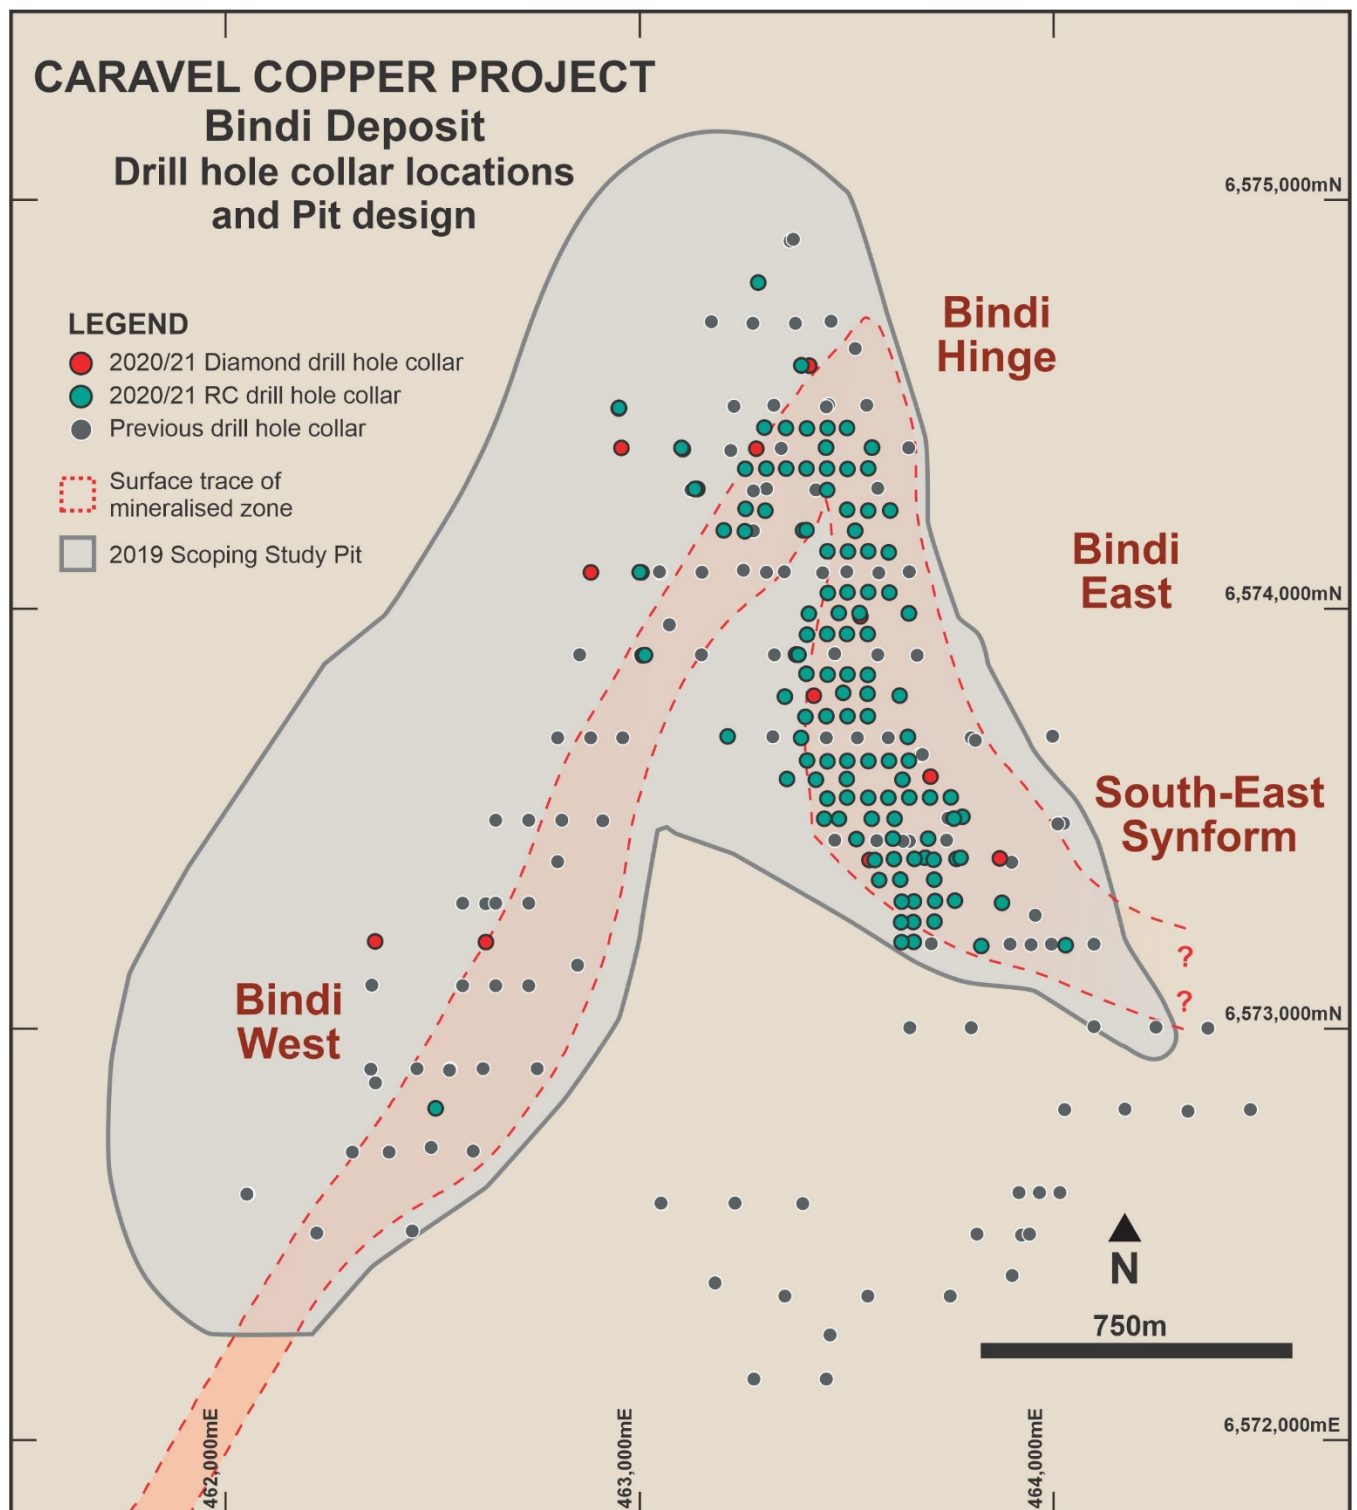 CARAVEL COPPER PROJECT
Bindi Deposit
Drill hole collar locations
and Pit design
6,575,000mN
LEGEND
2020/21 Diamond drill hole collar
2020/21 RC drill hole collar
Previous drill hole collar
Surface trace of
mineralised zone
2019 Scoping Study Pit
Bindi
Hinge
Bindi
East
6,574,000mN
South-East
Synform
?
?
Bindi
West
6,573,000mN
N
750m
462,000mE
463,000mE
464,000mE
6,572,000mE